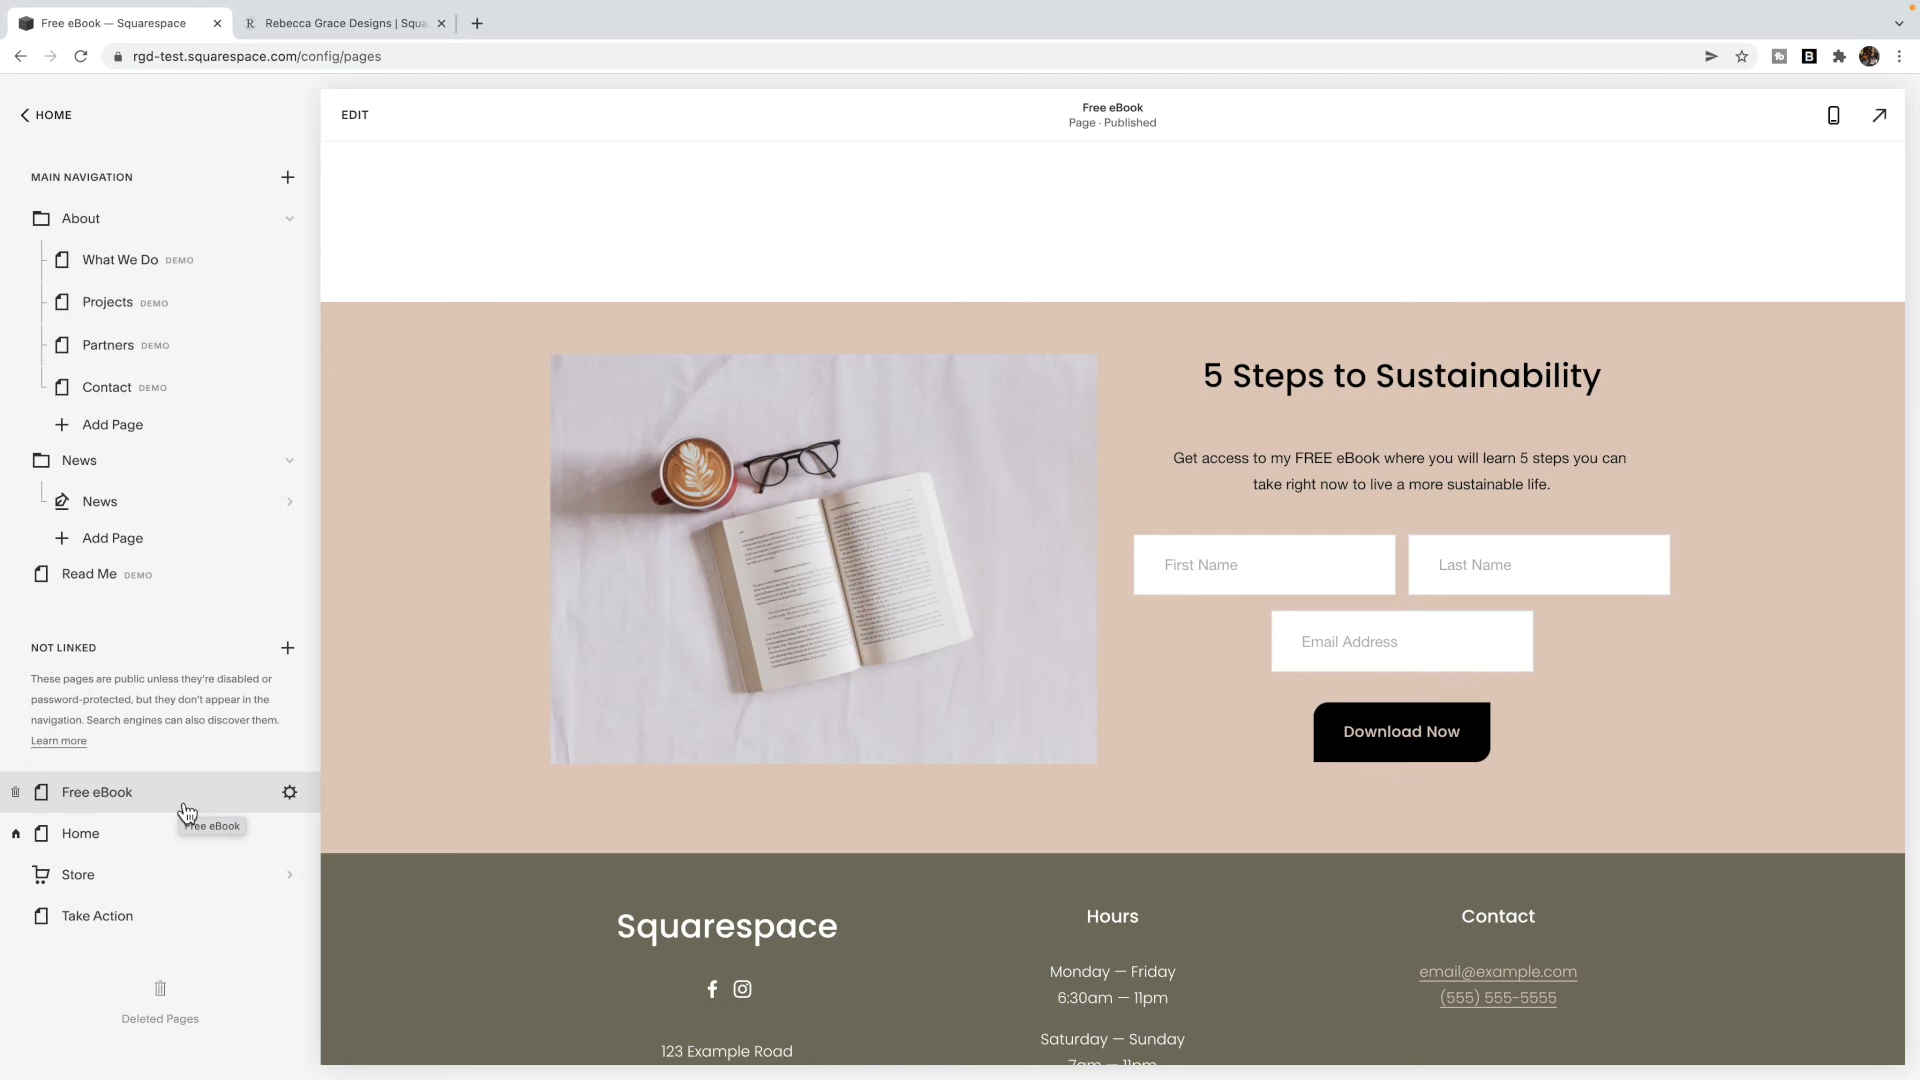 Free eBook — Squarespace
Rebecca Grace Designs | Squa
rgd-test.squarespace.com/config/pages
HOME
EDIT
Free eBook
Page · Published
MAIN NAVIGATION
About
What We Do DEMO
Projects DEMO
Partners DEMO
Contact DEMO
Add Page
News
News
Add Page
Read Me DEMO
NOT LINKED
These pages are public unless they're disabled or
password-protected, but they don't appear in the
navigation. Search engines can also discover them.
Learn more
Free eBook
Free eBook
Home
Store
Take Action
Deleted Pages
5 Steps to Sustainability
Get access to my FREE eBook where you will learn 5 steps you can
take right now to live a more sustainable life.
First Name
Last Name
Email Address
Download Now
Squarespace
123 Example Road
Hours
Monday — Friday
6:30am — 11pm
Saturday — Sunday
7am — 11pm
Contact
email@example.com
(555) 555-5555